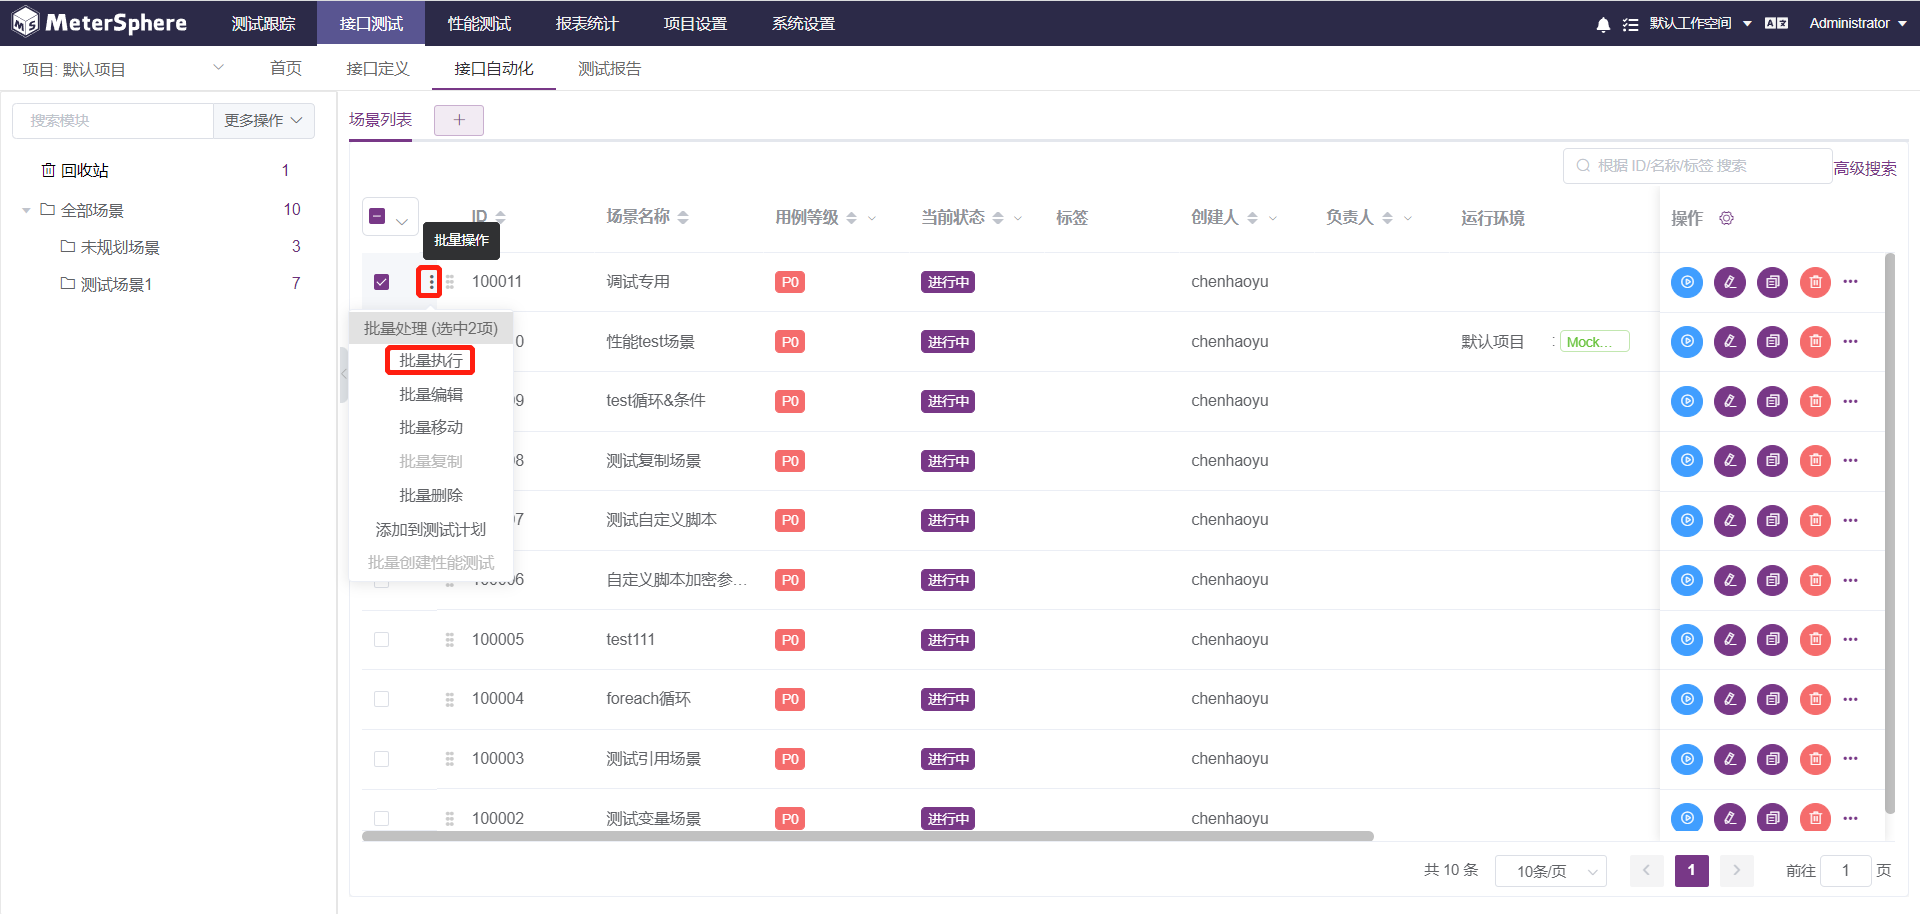 MeterSphere 测试跟踪 接口测试 性能测试 报表统计 项目设置 系统设置 默认工作空间 Administrator
项目: 默认项目 首页 接口定义 接口自动化 测试报告
搜索模块 更多操作
回收站 1
全部场景 10
未规划场景 3
测试场景1 7
场景列表 +
根据 ID/名称/标签 搜索 高级搜索
ID 场景名称 用例等级 当前状态 标签 创建人 负责人 运行环境 操作
批量操作
100011 调试专用 P0 进行中 chenhaoyu
批量处理 (选中2项)
批量执行
批量编辑
批量移动
批量复制
批量删除
添加到测试计划
批量创建性能测试
0 性能test场景 P0 进行中 chenhaoyu 默认项目 : Mock...
9 test循环&条件 P0 进行中 chenhaoyu
8 测试复制场景 P0 进行中 chenhaoyu
7 测试自定义脚本 P0 进行中 chenhaoyu
100006 自定义脚本加密参... P0 进行中 chenhaoyu
100005 test111 P0 进行中 chenhaoyu
100004 foreach循环 P0 进行中 chenhaoyu
100003 测试引用场景 P0 进行中 chenhaoyu
100002 测试变量场景 P0 进行中 chenhaoyu
共 10 条 10条/页 1 前往 1 页